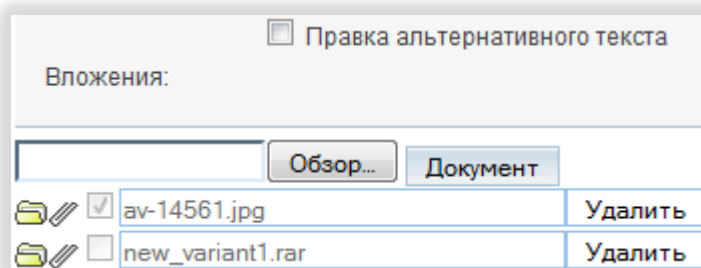 Правка альтернативного текста
Вложения:
Обзор... Документ
av-14561.jpg Удалить
new_variant1.rar Удалить